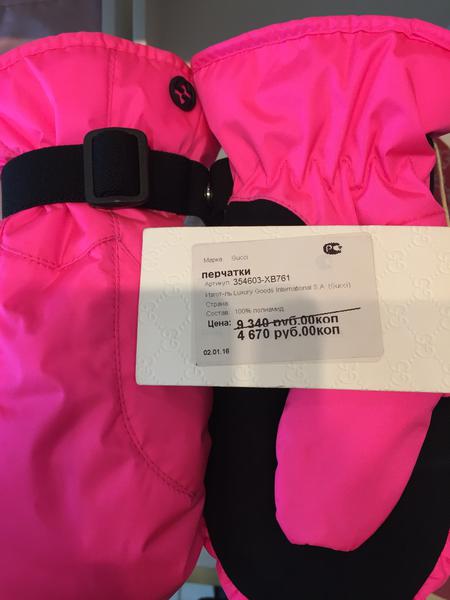 Марка Gucci
перчатки
Артикул 354603-XB761
Изгот-ль Luxury Goods International S.A. (Gucci)
Страна
Состав 100% полиамид
Цена: 9 340 руб.00коп
4 670 руб.00коп
02.01.16